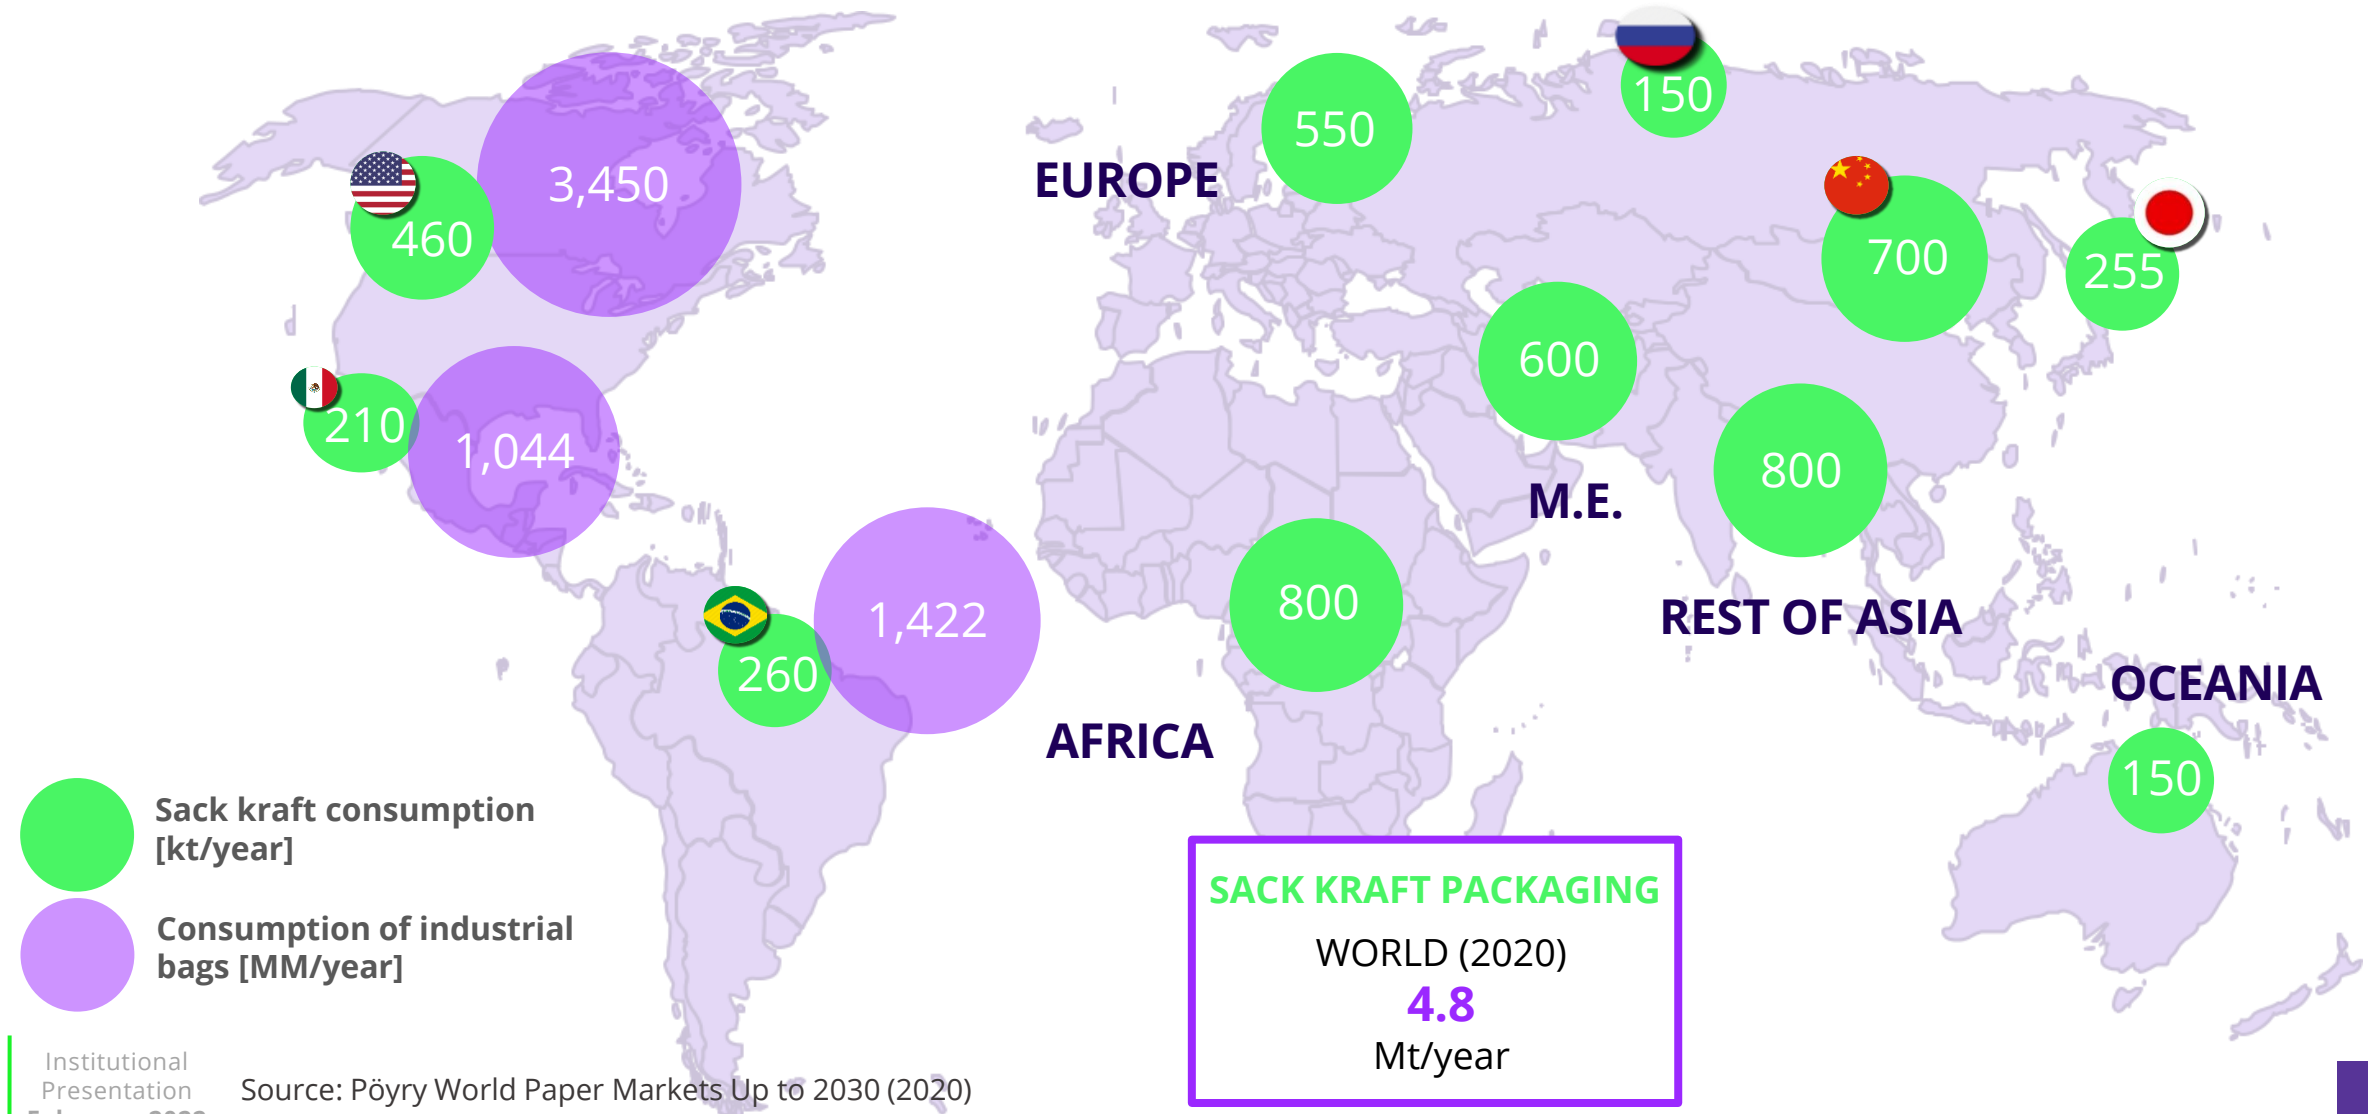 3,450
460
210
1,044
260
1,422
EUROPE
550
150
700
255
600
M.E.
800
REST OF ASIA
800
AFRICA
OCEANIA
150
Sack kraft consumption
[kt/year]
Consumption of industrial
bags [MM/year]
SACK KRAFT PACKAGING
WORLD (2020)
4.8
Mt/year
Institutional
Presentation
Source: Pöyry World Paper Markets Up to 2030 (2020)